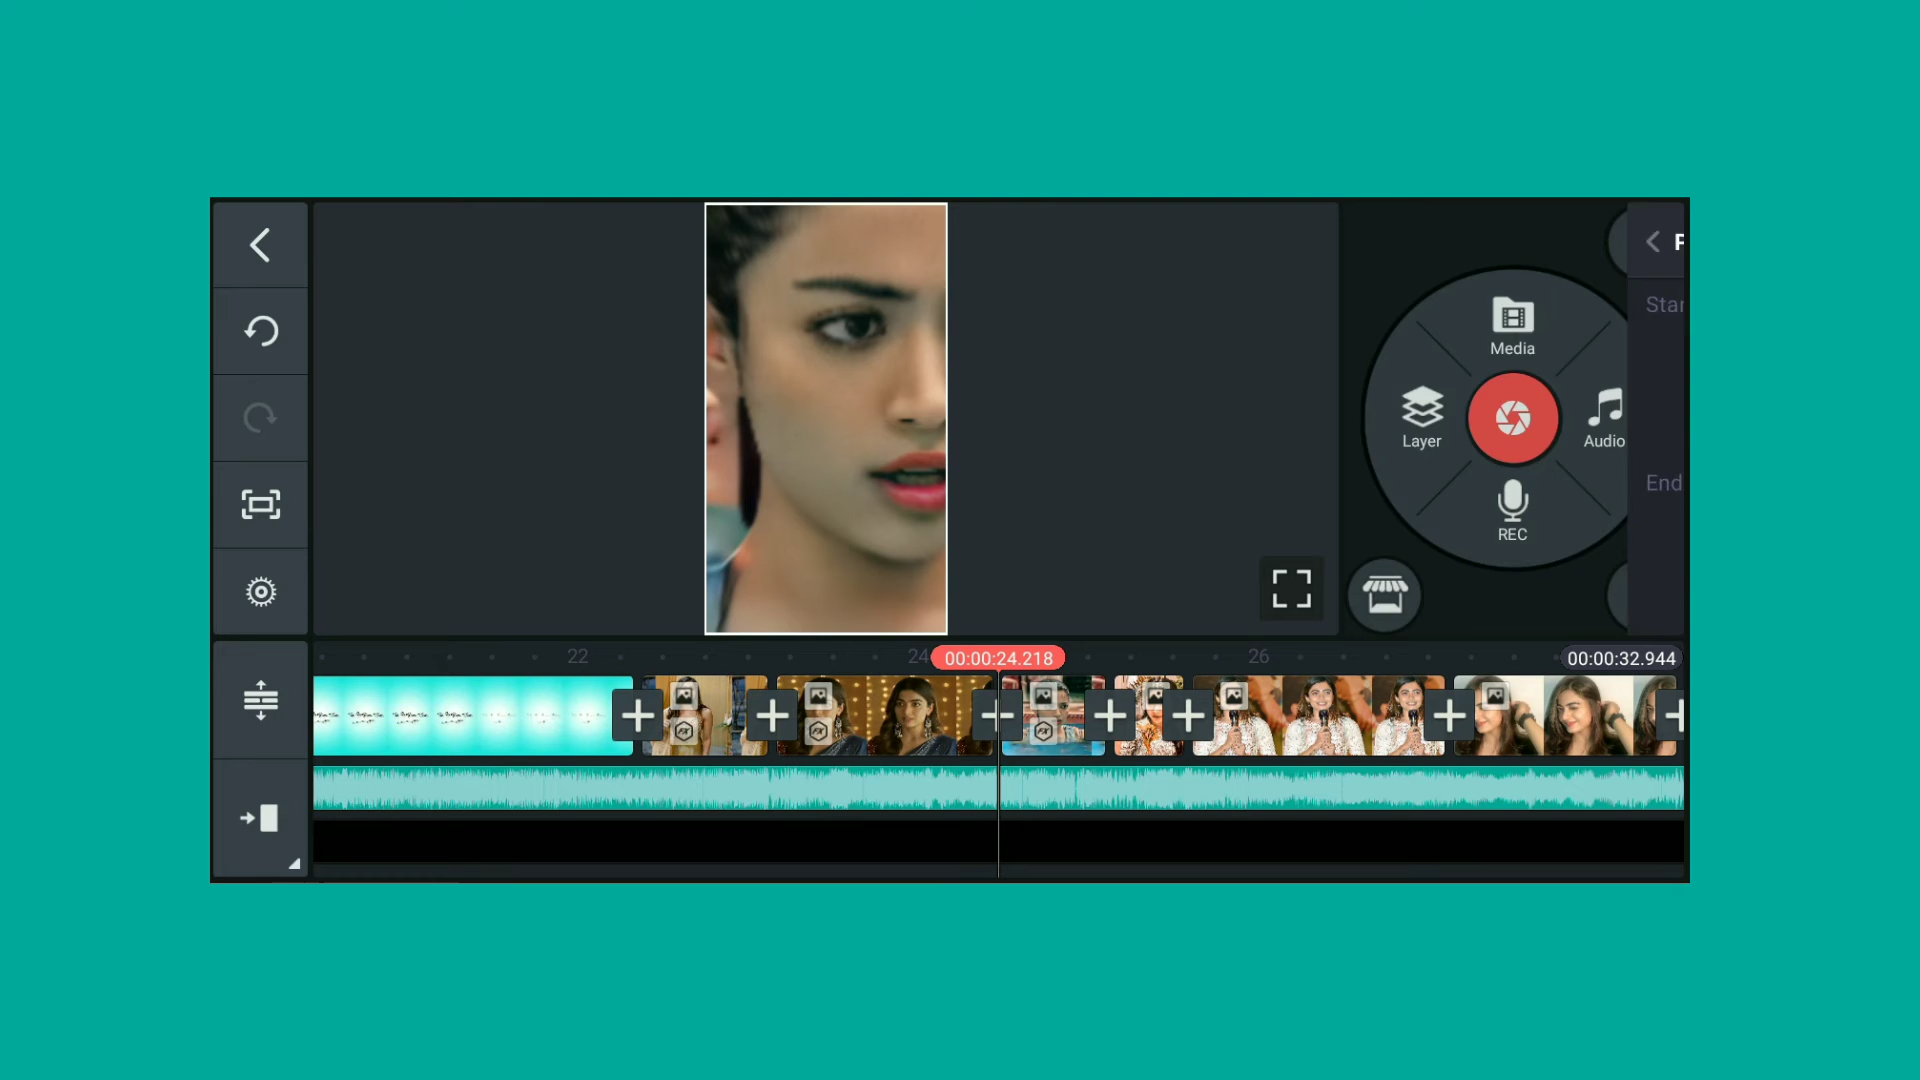 F
Star
Media
Layer
Audio
End
REC
22
24
00:00:24.218
26
00:00:32.944